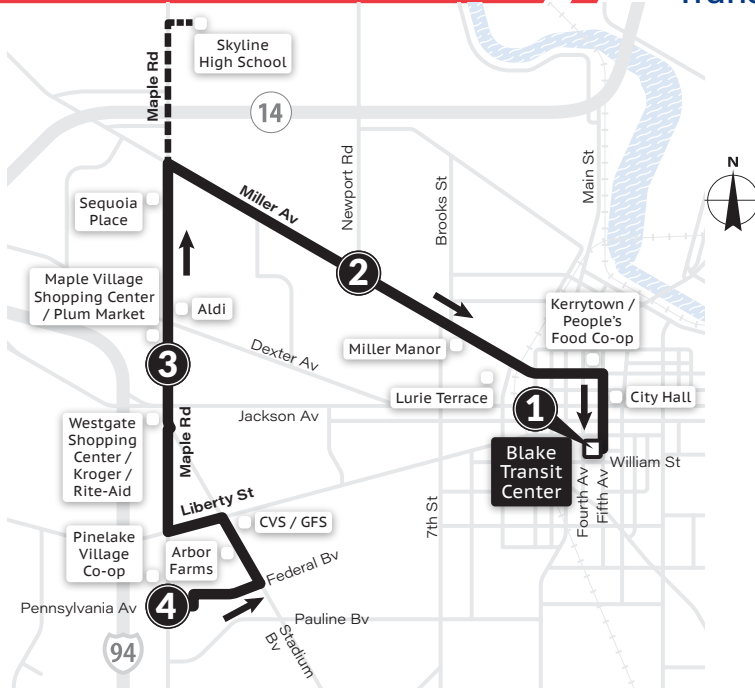 Skyline
High School
Maple Rd
14
Newport Rd
Brooks St
Main St
N
Sequoia
Place
Miller Av
2
Maple Village
Shopping Center
/ Plum Market
Aldi
Kerrytown /
People's
Food Co-op
Dexter Av
Miller Manor
3
Lurie Terrace
1
City Hall
Jackson Av
Westgate
Shopping
Center /
Kroger /
Rite-Aid
Maple Rd
Blake
Transit
Center
William St
Fourth Av
Fifth Av
7th St
Liberty St
CVS / GFS
Pinelake
Village
Co-op
Arbor
Farms
Federal Bv
Pennsylvania Av
4
Pauline Bv
Stadium
Bv
94